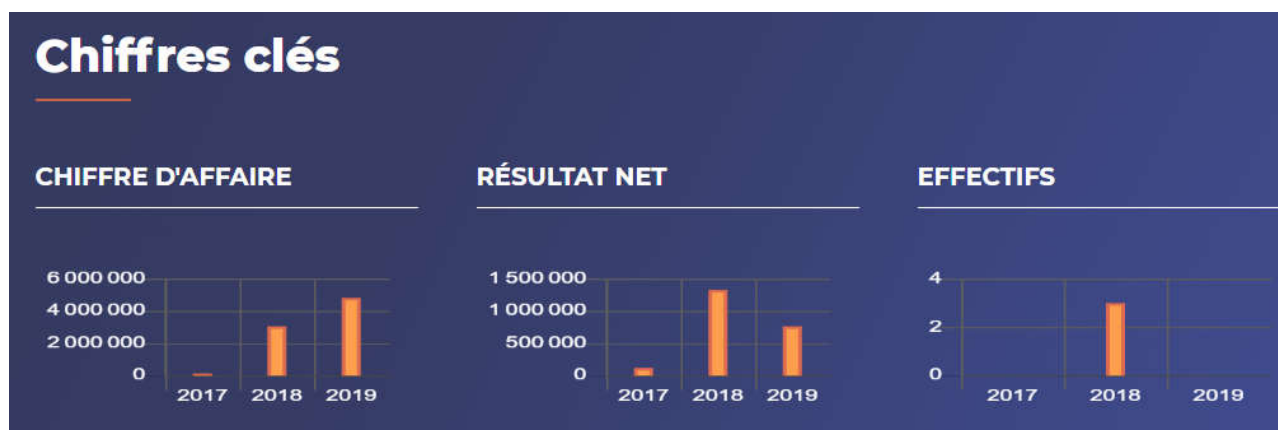 Chiffres clés
CHIFFRE D'AFFAIRE
6 000 000
4 000 000
2 000 000
0
2017 2018 2019
RÉSULTAT NET
1 500 000
1 000 000
500 000
0
2017 2018 2019
EFFECTIFS
4
2
0
2017 2018 2019